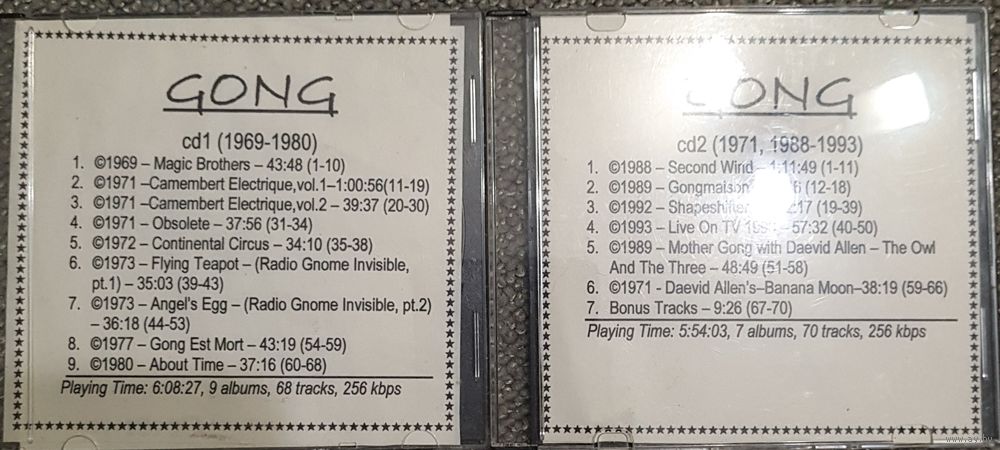 GONG
cd1 (1969-1980)
1. ©1969 – Magic Brothers – 43:48 (1-10)
2. ©1971 –Camembert Electrique,vol.1–1:00:56(11-19)
3. ©1971 –Camembert Electrique,vol.2 – 39:37 (20-30)
4. ©1971 – Obsolete – 37:56 (31-34)
5. ©1972 – Continental Circus – 34:10 (35-38)
6. ©1973 – Flying Teapot – (Radio Gnome Invisible,
pt.1) – 35:03 (39-43)
7. ©1973 – Angel's Egg – (Radio Gnome Invisible, pt.2)
– 36:18 (44-53)
8. ©1977 – Gong Est Mort – 43:19 (54-59)
9. ©1980 – About Time – 37:16 (60-68)
Playing Time: 6:08:27, 9 albums, 68 tracks, 256 kbps
GONG
cd2 (1971, 1988-1993)
1. ©1988 – Second Wind – 1:11:49 (1-11)
2. ©1989 – Gongmaison (12-18)
3. ©1992 – Shapeshifter (19-39)
4. ©1993 – Live On TV – 57:32 (40-50)
5. ©1989 – Mother Gong with Daevid Allen – The Owl
And The Three – 48:49 (51-58)
6. ©1971 - Daevid Allen's–Banana Moon–38:19 (59-66)
7. Bonus Tracks – 9:26 (67-70)
Playing Time: 5:54:03, 7 albums, 70 tracks, 256 kbps